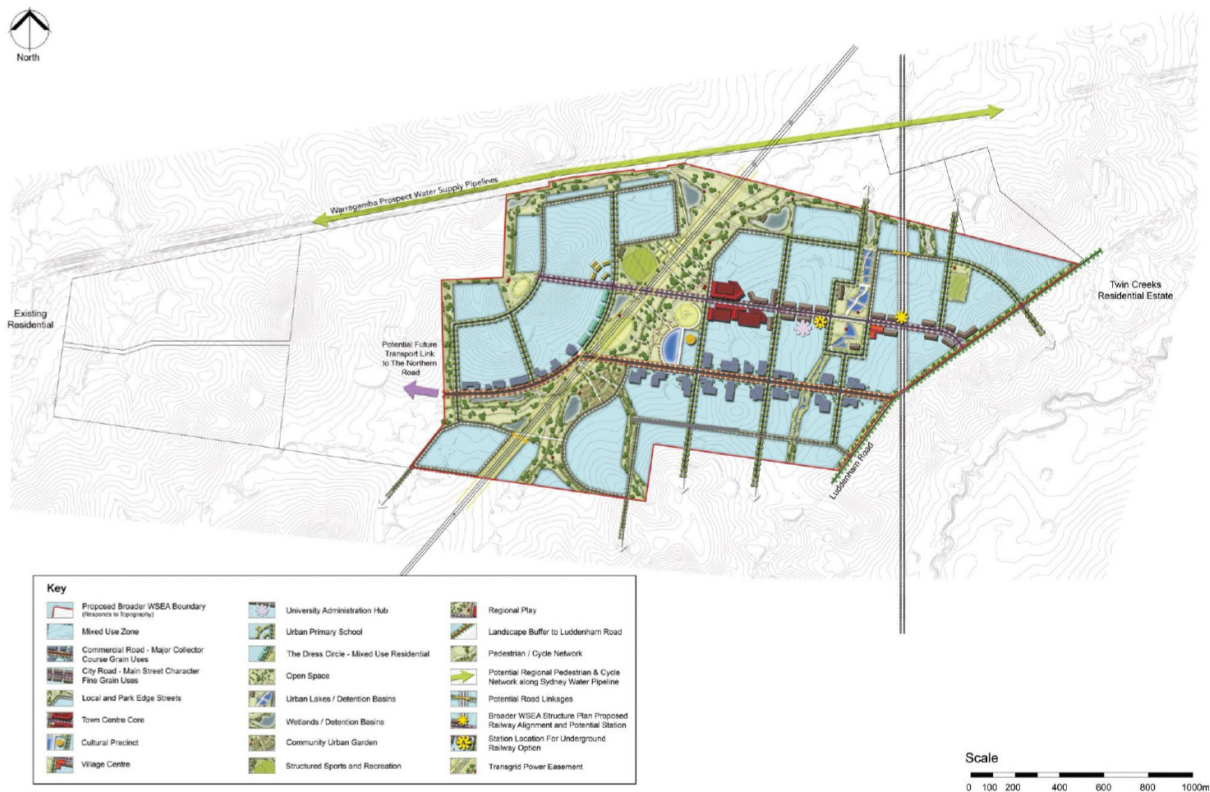 North
Warragamba Prospect Water Supply Pipelines
Existing
Residential
Potential Future
Transport Link
to The Northern
Road
Twin Creeks
Residential Estate
Luddenham Road
Key
Proposed Broader WSEA Boundary
(Responds to Topography)
Mixed Use Zone
Commercial Road - Major Collector
Course Grain Uses
City Road - Main Street Character
Fine Grain Uses
Local and Park Edge Streets
Town Centre Core
Cultural Precinct
Village Centre
University Administration Hub
Urban Primary School
The Dress Circle - Mixed Use Residential
Open Space
Urban Lakes / Detention Basins
Wetlands / Detention Basins
Community Urban Garden
Structured Sports and Recreation
Regional Play
Landscape Buffer to Luddenham Road
Pedestrian / Cycle Network
Potential Regional Pedestrian & Cycle
Network along Sydney Water Pipeline
Potential Road Linkages
Broader WSEA Structure Plan Proposed
Railway Alignment and Potential Station
Station Location For Underground
Railway Option
Transgrid Power Easement
Scale
0 100 200 400 600 800 1000m